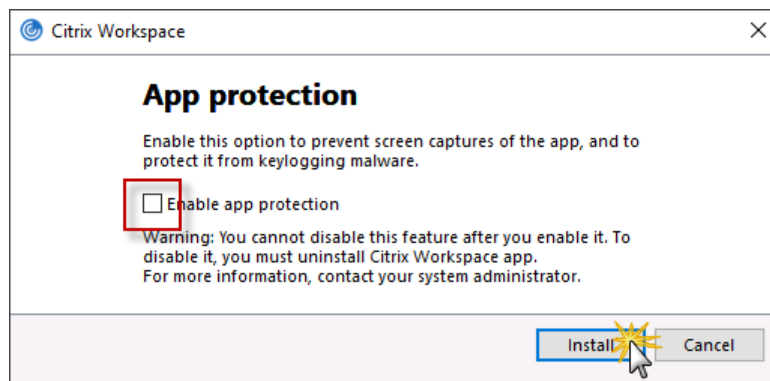 Citrix Workspace
App protection
Enable this option to prevent screen captures of the app, and to
protect it from keylogging malware.
Enable app protection
Warning: You cannot disable this feature after you enable it. To
disable it, you must uninstall Citrix Workspace app.
For more information, contact your system administrator.
Install
Cancel